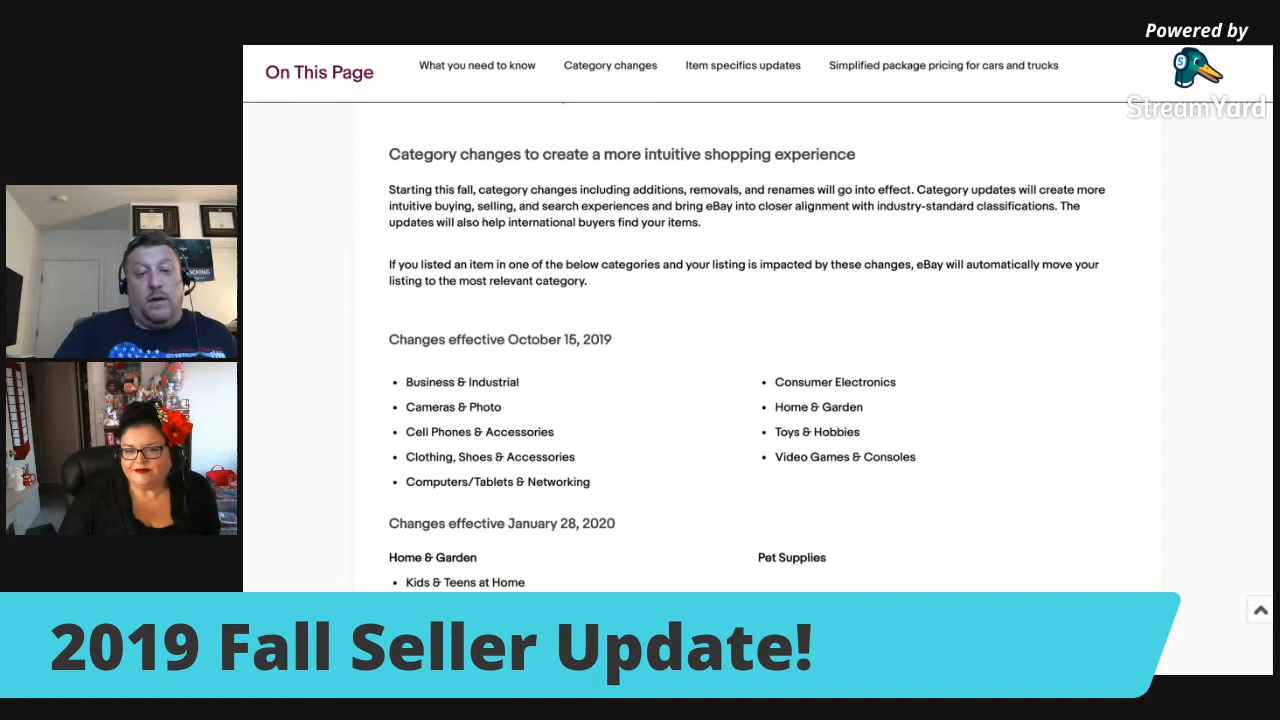 Powered by
StreamYard
On This Page
What you need to know
Category changes
Item specifics updates
Simplified package pricing for cars and trucks
Category changes to create a more intuitive shopping experience
Starting this fall, category changes including additions, removals, and renames will go into effect. Category updates will create more
intuitive buying, selling, and search experiences and bring eBay into closer alignment with industry-standard classifications. The
updates will also help international buyers find your items.
If you listed an item in one of the below categories and your listing is impacted by these changes, eBay will automatically move your
listing to the most relevant category.
Changes effective October 15, 2019
• Business & Industrial
• Cameras & Photo
• Cell Phones & Accessories
• Clothing, Shoes & Accessories
• Computers/Tablets & Networking
• Consumer Electronics
• Home & Garden
• Toys & Hobbies
• Video Games & Consoles
Changes effective January 28, 2020
Home & Garden
• Kids & Teens at Home
Pet Supplies
2019 Fall Seller Update!